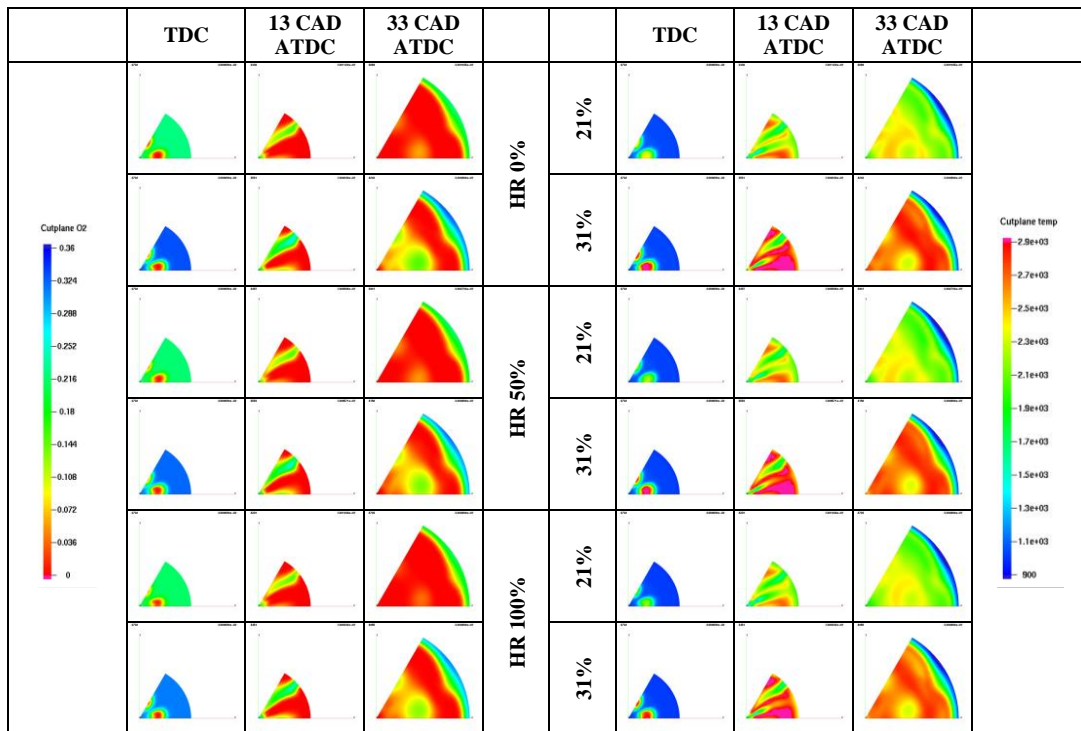 TDC
13 CAD
ATDC
33 CAD
ATDC
TDC
13 CAD
ATDC
33 CAD
ATDC
Cutplane O2
0.36
0.324
0.288
0.252
0.216
0.18
0.144
0.108
0.072
0.036
0
HR 0%
21%
31%
HR 50%
21%
31%
HR 100%
21%
31%
Cutplane temp
2.9e+03
2.7e+03
2.5e+03
2.3e+03
2.1e+03
1.9e+03
1.7e+03
1.5e+03
1.3e+03
1.1e+03
900